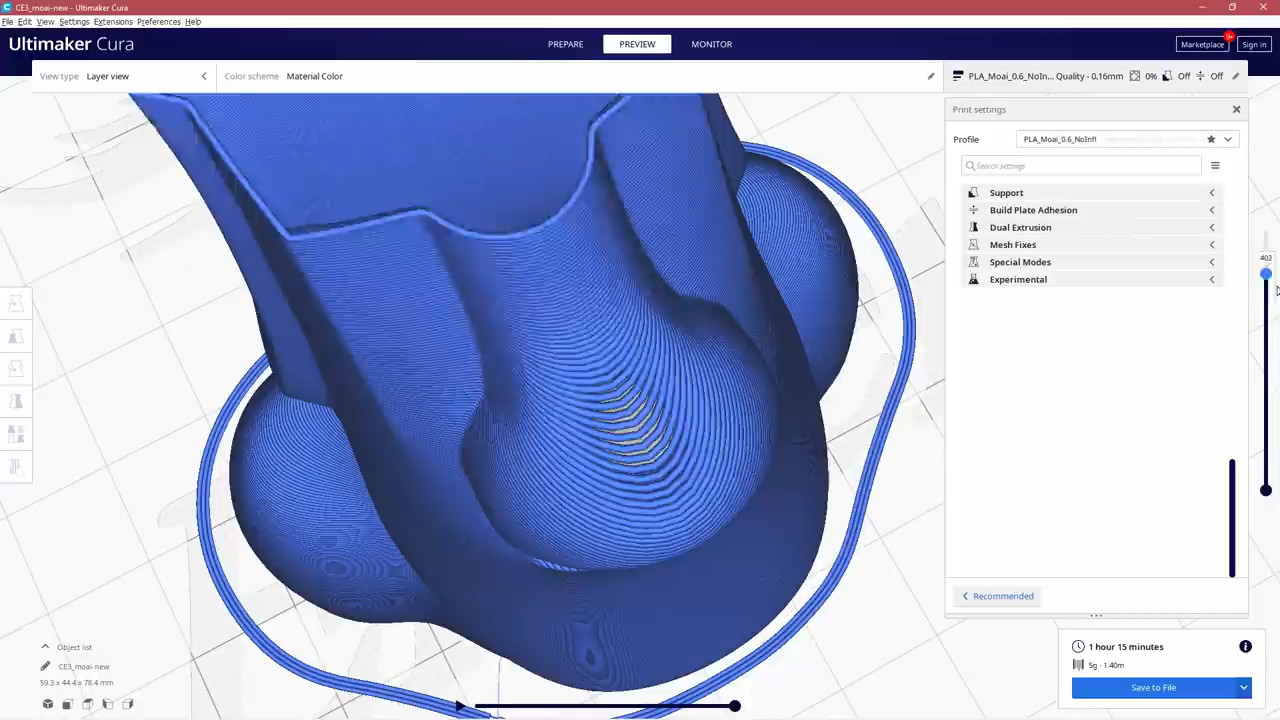 CE3_moai-new - Ultimaker Cura
File Edit View Settings Extensions Preferences Help
Ultimaker Cura
PREPARE PREVIEW MONITOR
Marketplace Sign in
View type Layer view Color scheme Material Color
PLA_Moai_0.6_NoIn... Quality - 0.16mm 0% Off Off
Print settings
Profile PLA_Moai_0.6_NoInfl
Search settings
Support
Build Plate Adhesion
Dual Extrusion
Mesh Fixes
Special Modes
Experimental
402
Recommended
Object list
CE3_moai-new
59.3 x 44.4 x 78.4 mm
1 hour 15 minutes
5g · 1.40m
Save to File